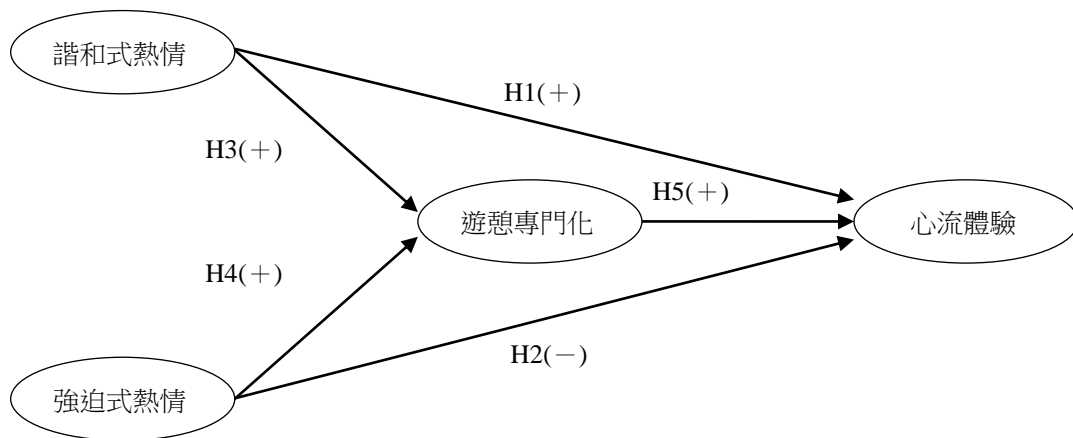 諧和式熱情
H1(＋)
H3(＋)
H5(＋)
遊憩專門化
心流體驗
H4(＋)
H2(－)
強迫式熱情